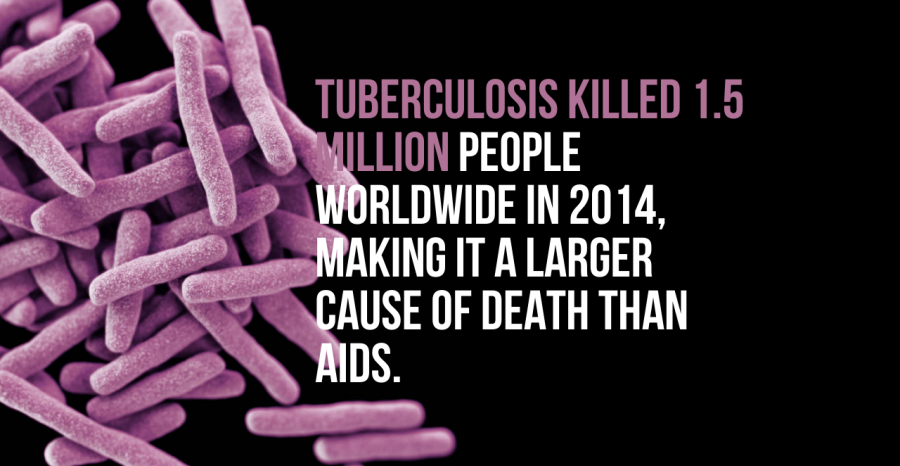 TUBERCULOSIS KILLED 1.5
MILLION PEOPLE
WORLDWIDE IN 2014,
MAKING IT A LARGER
CAUSE OF DEATH THAN
AIDS.